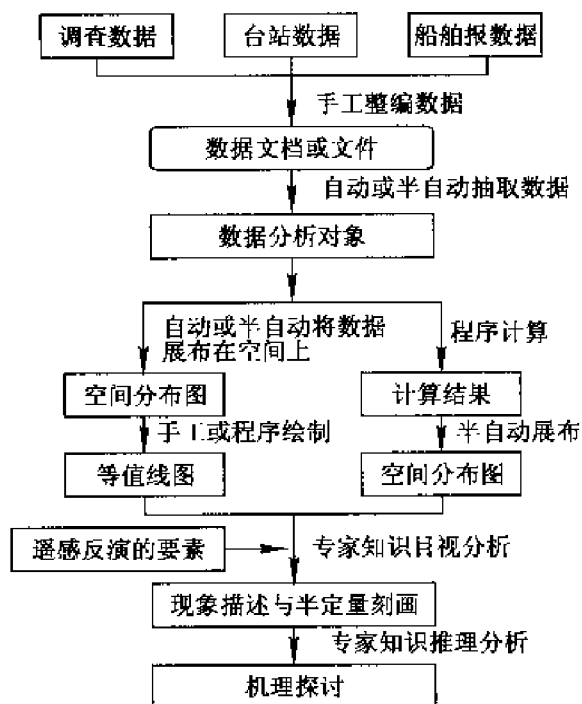 调查数据
台站数据
船舶报数据
手工整编数据
数据文档或文件
自动或半自动抽取数据
数据分析对象
自动或半自动将数据
展布在空间上
程序计算
空间分布图
计算结果
手工或程序绘制
半自动展布
等值线图
空间分布图
遥感反演的要素
专家知识目视分析
现象描述与半定量刻画
专家知识推理分析
机理探讨